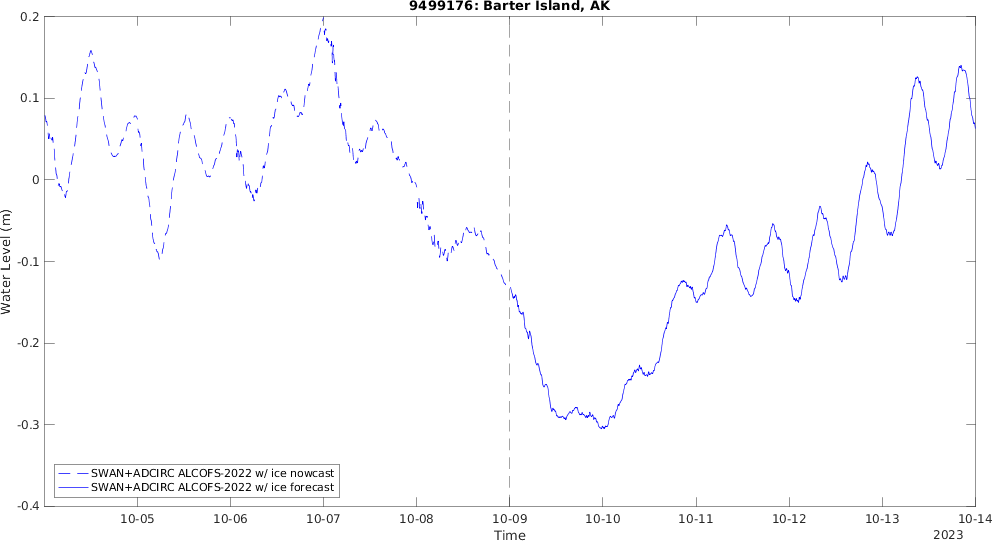 9499176: Barter Island, AK
0.2
0.1
0
-0.1
-0.2
-0.3
-0.4
Water Level (m)
SWAN+ADCIRC ALCOFS-2022 w/ ice nowcast
SWAN+ADCIRC ALCOFS-2022 w/ ice forecast
10-05 10-06 10-07 10-08 10-09 10-10 10-11 10-12 10-13 10-14
Time
2023